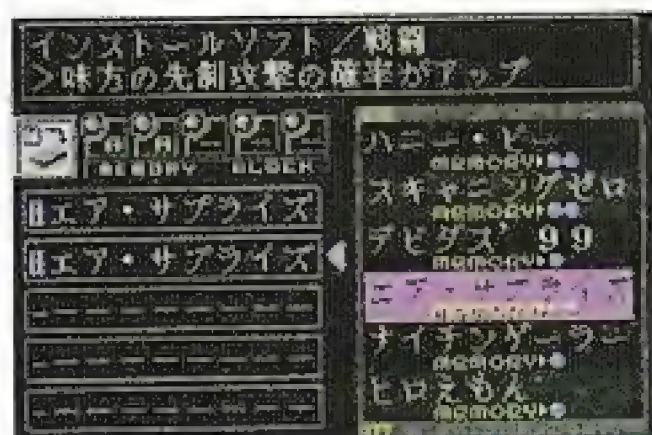 インストールソフト/戦闘
>味方の先制攻撃の確率がアップ
A A
MEMORY BLOCK
エア・サプライズ
エア・サプライズ
ハニー・ビー
MEMORY
スキャニングゼロ
MEMORY
デビグズ'99
MEMORY
エア・サプライズ
ナイチンゲーラー
MEMORY
ヒロえもん
MEMORY